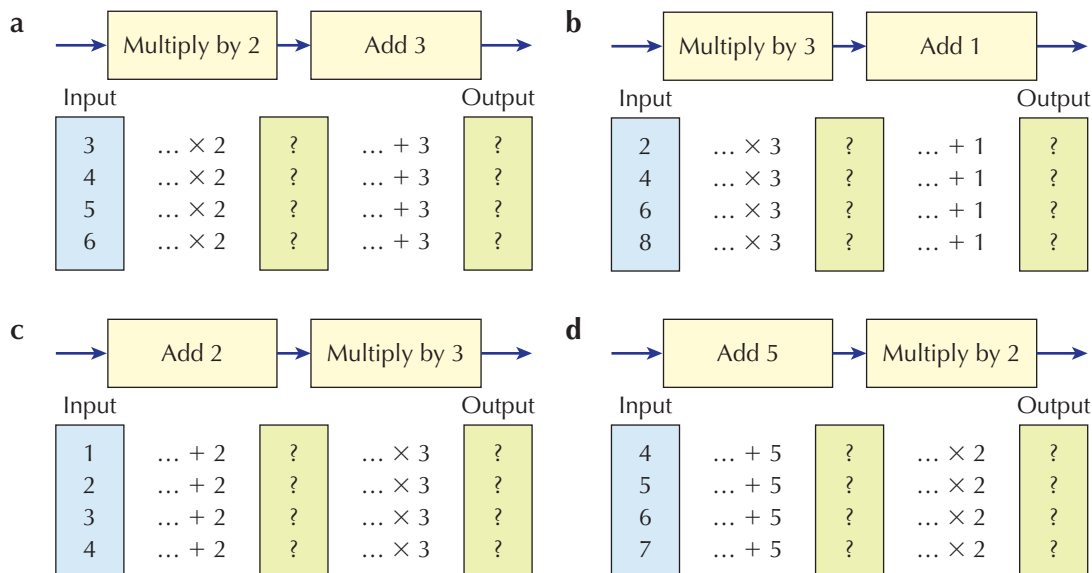 a
Multiply by 2 Add 3
Input Output
3 ... × 2 ? ... + 3 ?
4 ... × 2 ? ... + 3 ?
5 ... × 2 ? ... + 3 ?
6 ... × 2 ? ... + 3 ?
b
Multiply by 3 Add 1
Input Output
2 ... × 3 ? ... + 1 ?
4 ... × 3 ? ... + 1 ?
6 ... × 3 ? ... + 1 ?
8 ... × 3 ? ... + 1 ?
c
Add 2 Multiply by 3
Input Output
1 ... + 2 ? ... × 3 ?
2 ... + 2 ? ... × 3 ?
3 ... + 2 ? ... × 3 ?
4 ... + 2 ? ... × 3 ?
d
Add 5 Multiply by 2
Input Output
4 ... + 5 ? ... × 2 ?
5 ... + 5 ? ... × 2 ?
6 ... + 5 ? ... × 2 ?
7 ... + 5 ? ... × 2 ?